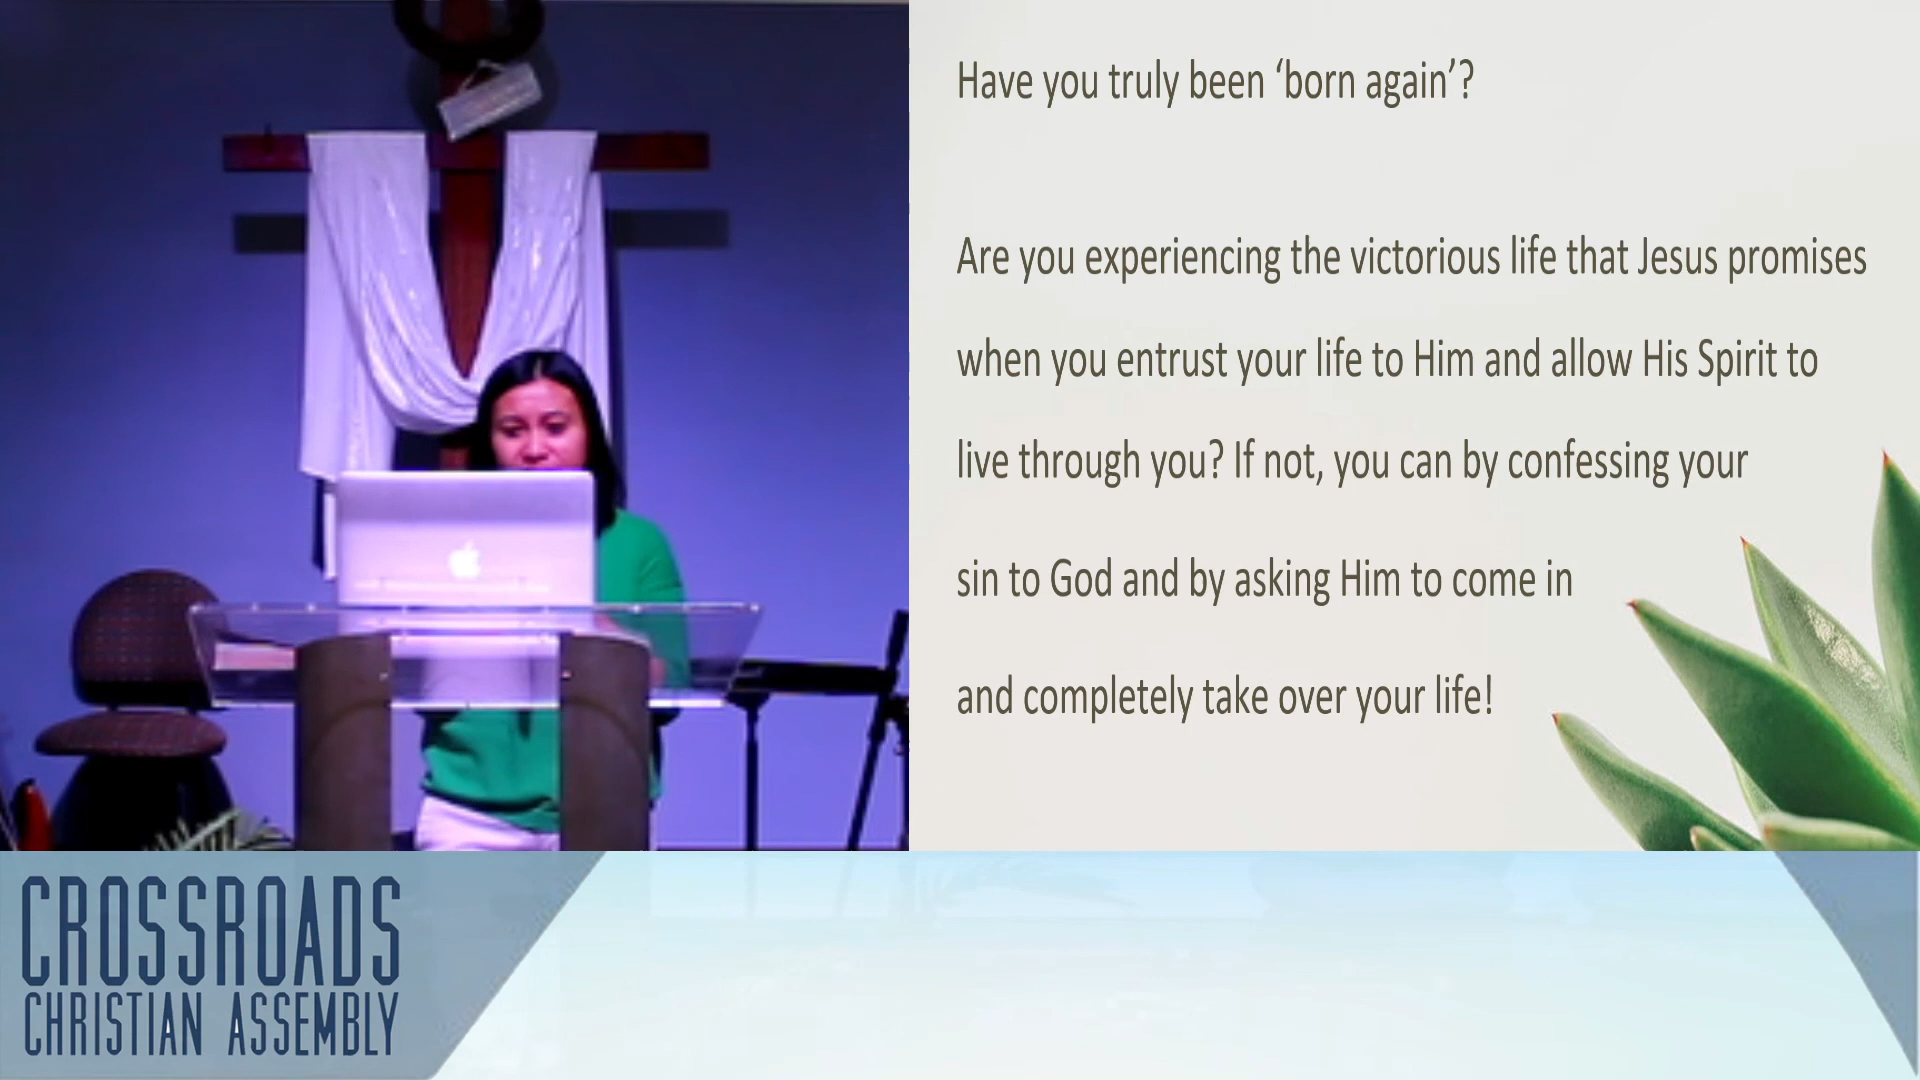 Have you truly been ‘born again’?
Are you experiencing the victorious life that Jesus promises
when you entrust your life to Him and allow His Spirit to
live through you? If not, you can by confessing your
sin to God and by asking Him to come in
and completely take over your life!
CROSSROADS
CHRISTIAN ASSEMBLY